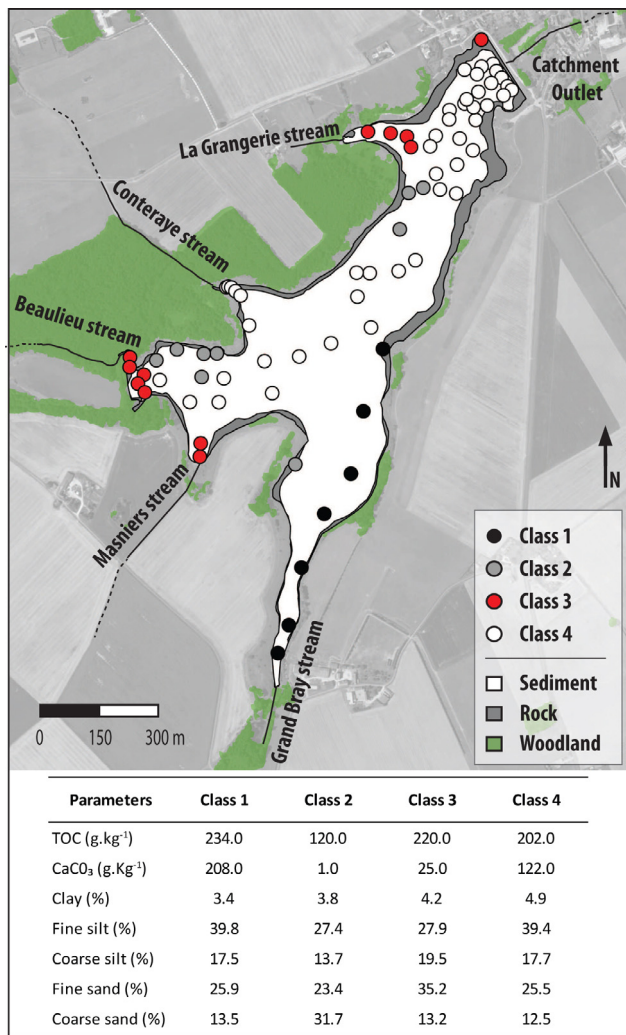 Catchment
Outlet
La Grangerie stream
Conteraye stream
Beaulieu stream
Masniers stream
Grand Bray stream
N
Class 1
Class 2
Class 3
Class 4
Sediment
Rock
Woodland
0 150 300 m
Parameters Class 1 Class 2 Class 3 Class 4
TOC (g.kg⁻¹) 234.0 120.0 220.0 202.0
CaC0₃ (g.Kg⁻¹) 208.0 1.0 25.0 122.0
Clay (%) 3.4 3.8 4.2 4.9
Fine silt (%) 39.8 27.4 27.9 39.4
Coarse silt (%) 17.5 13.7 19.5 17.7
Fine sand (%) 25.9 23.4 35.2 25.5
Coarse sand (%) 13.5 31.7 13.2 12.5